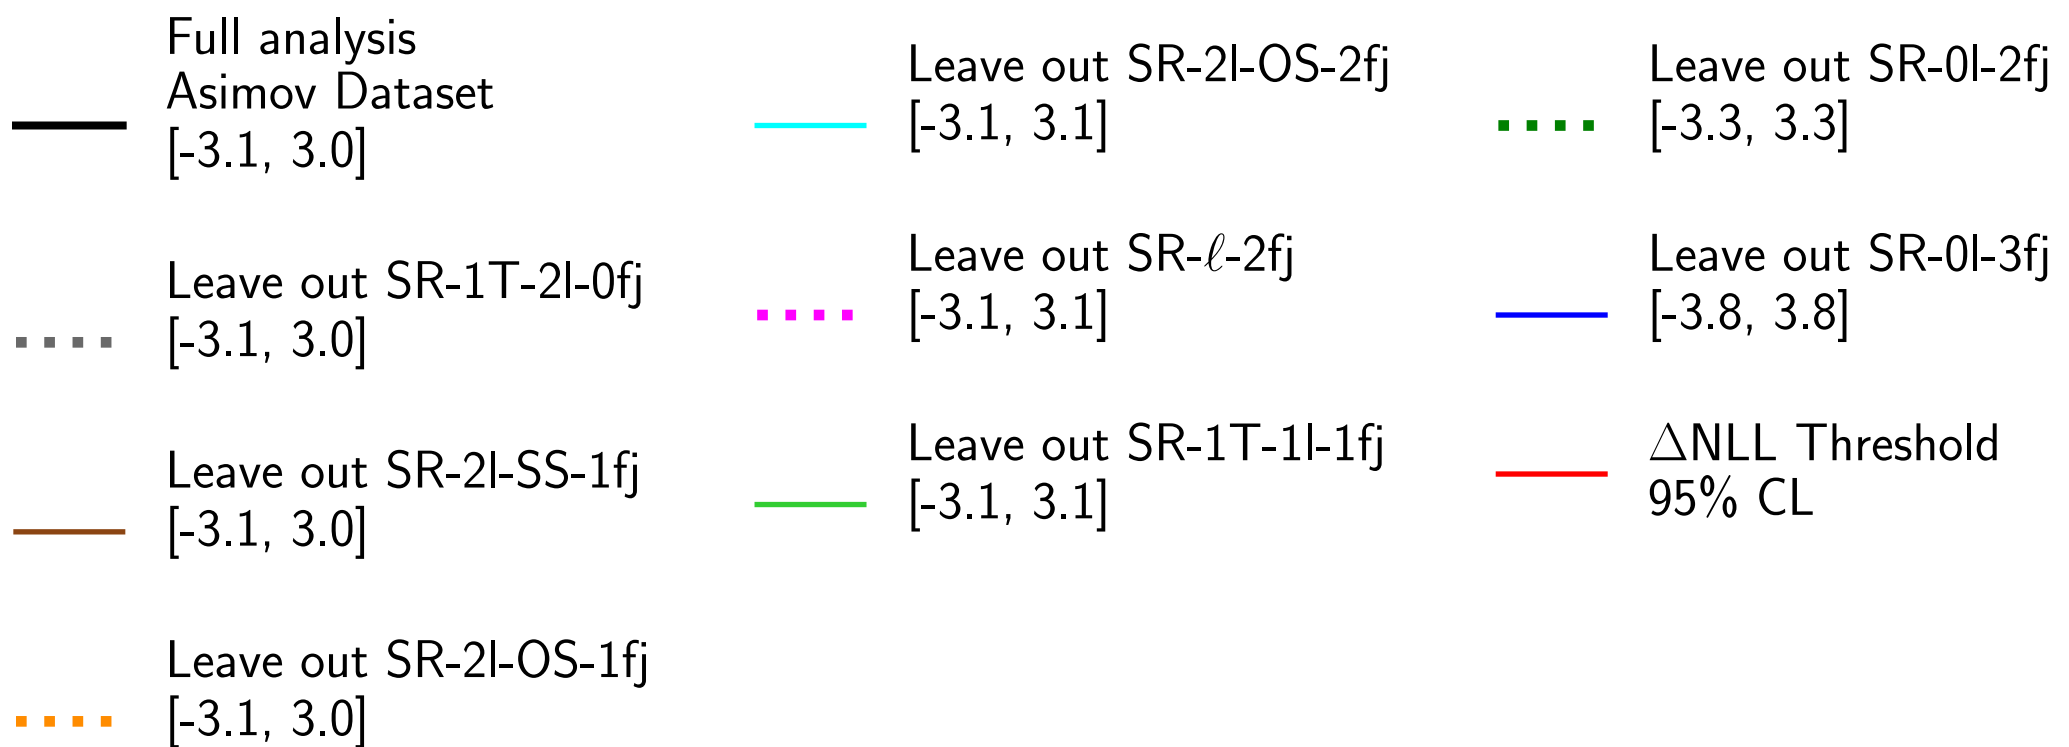 Full analysis
Asimov Dataset
[-3.1, 3.0]
Leave out SR-1T-2l-0fj
[-3.1, 3.0]
Leave out SR-2l-SS-1fj
[-3.1, 3.0]
Leave out SR-2l-OS-1fj
[-3.1, 3.0]
Leave out SR-2l-OS-2fj
[-3.1, 3.1]
Leave out SR-ℓ-2fj
[-3.1, 3.1]
Leave out SR-1T-1l-1fj
[-3.1, 3.1]
Leave out SR-0l-2fj
[-3.3, 3.3]
Leave out SR-0l-3fj
[-3.8, 3.8]
ΔNLL Threshold
95% CL